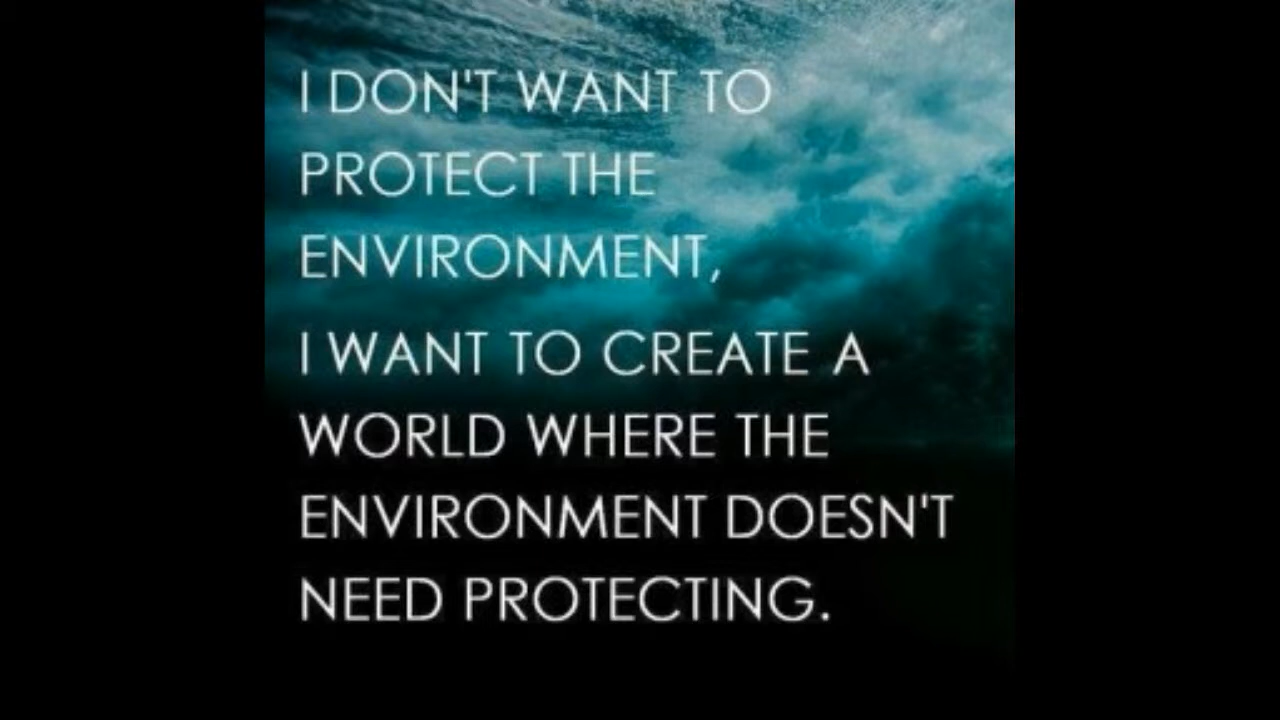 I DON'T WANT TO
PROTECT THE
ENVIRONMENT,
I WANT TO CREATE A
WORLD WHERE THE
ENVIRONMENT DOESN'T
NEED PROTECTING.